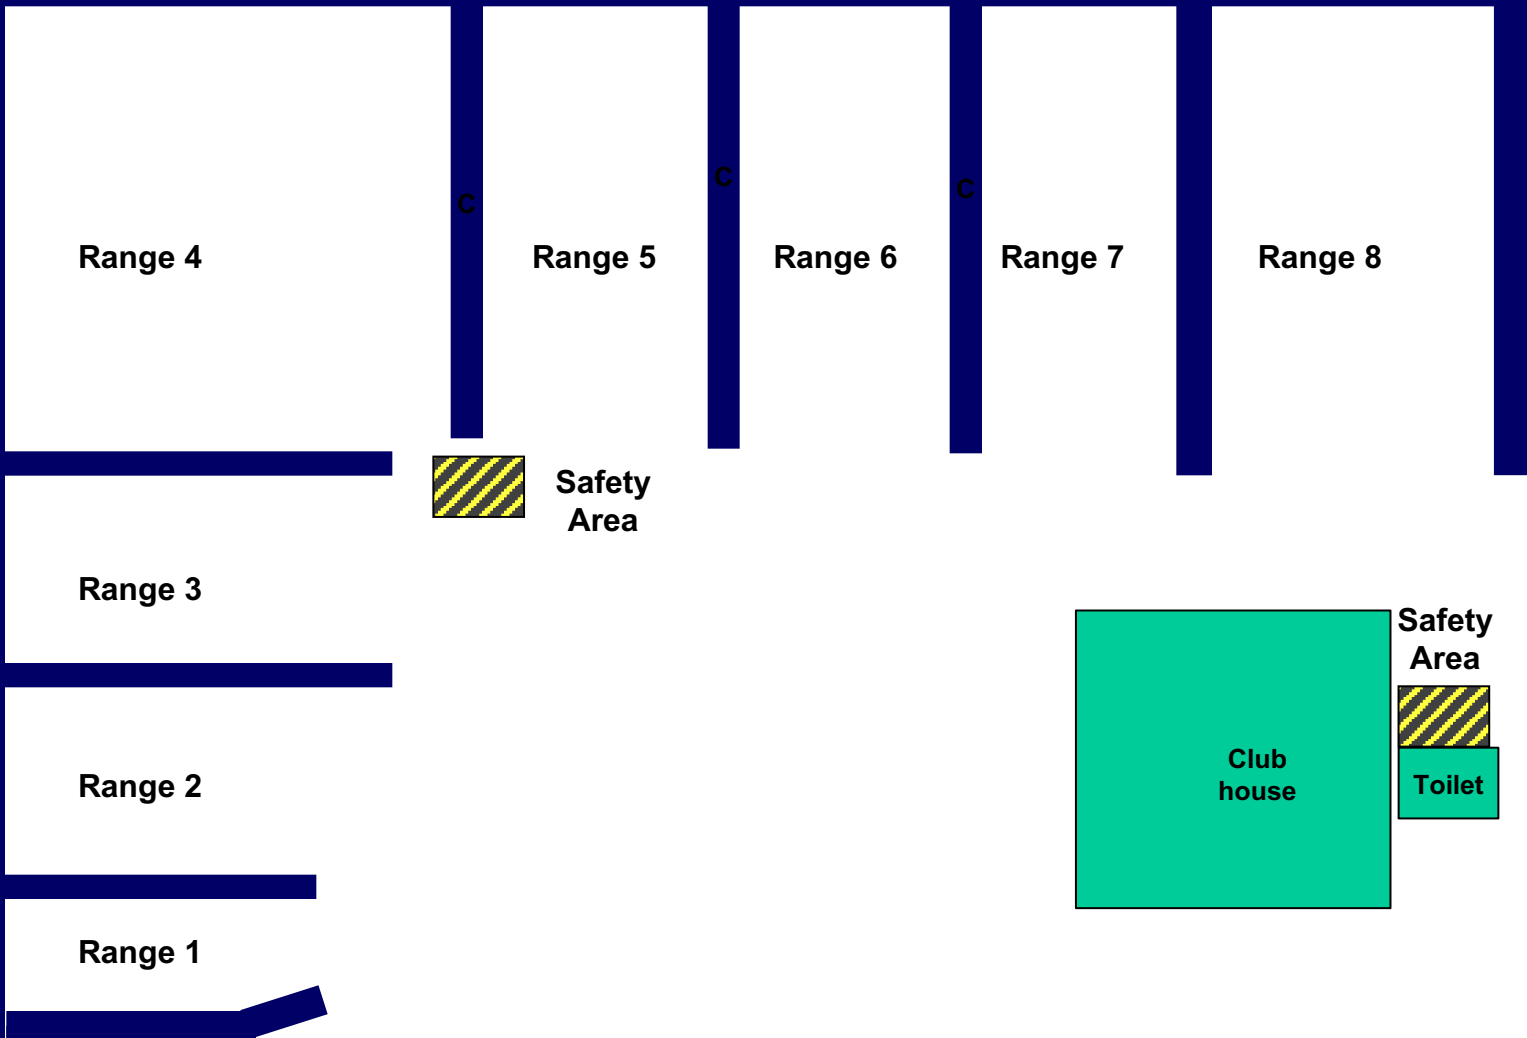 C
C
C
Range 4
Range 5
Range 6
Range 7
Range 8
Safety
Area
Range 3
Safety
Area
Range 2
Club
house
Toilet
Range 1